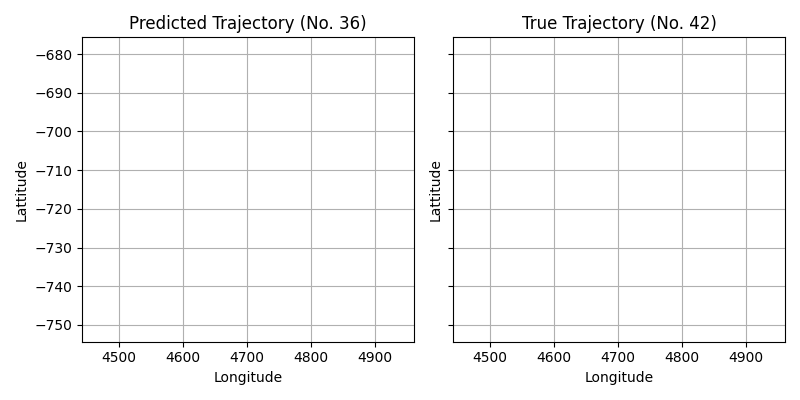 Predicted Trajectory (No. 36)
True Trajectory (No. 42)
Lattitude
−680
−690
−700
−710
−720
−730
−740
−750
4500 4600 4700 4800 4900
Longitude
Lattitude
4500 4600 4700 4800 4900
Longitude